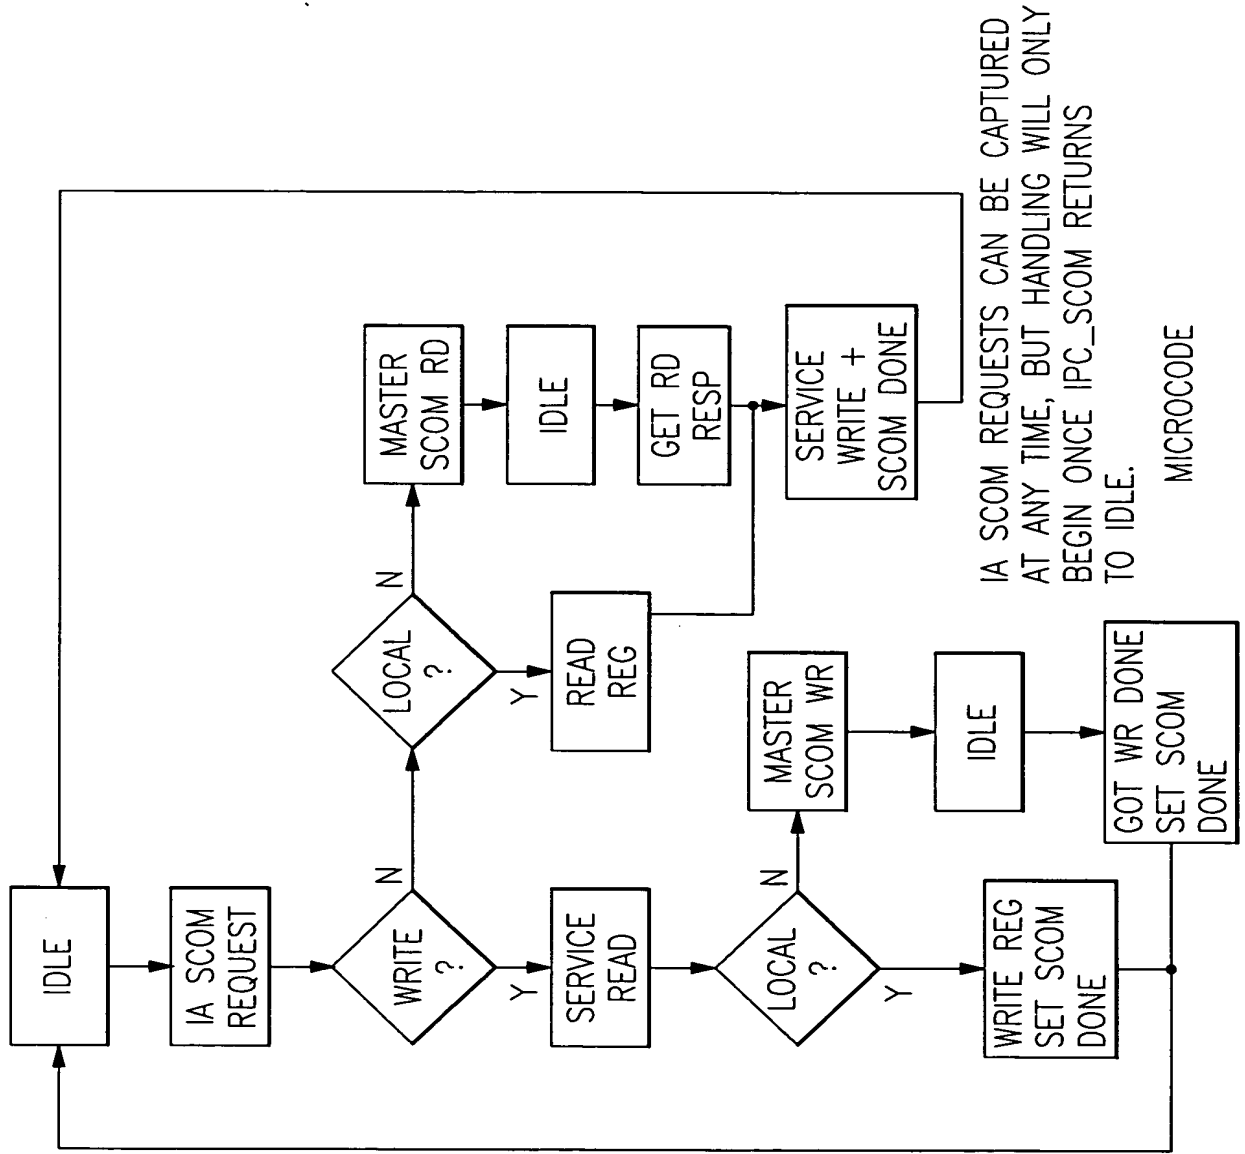 IDLE
IA SCOM
REQUEST
WRITE
?
N
Y
LOCAL
?
N
Y
MASTER
SCOM RD
IDLE
GET RD
RESP
READ
REG
SERVICE
WRITE +
SCOM DONE
SERVICE
READ
LOCAL
?
N
Y
MASTER
SCOM WR
IDLE
GOT WR DONE
SET SCOM
DONE
WRITE REG
SET SCOM
DONE
IA SCOM REQUESTS CAN BE CAPTURED
AT ANY TIME, BUT HANDLING WILL ONLY
BEGIN ONCE IPC_SCOM RETURNS
TO IDLE.
MICROCODE